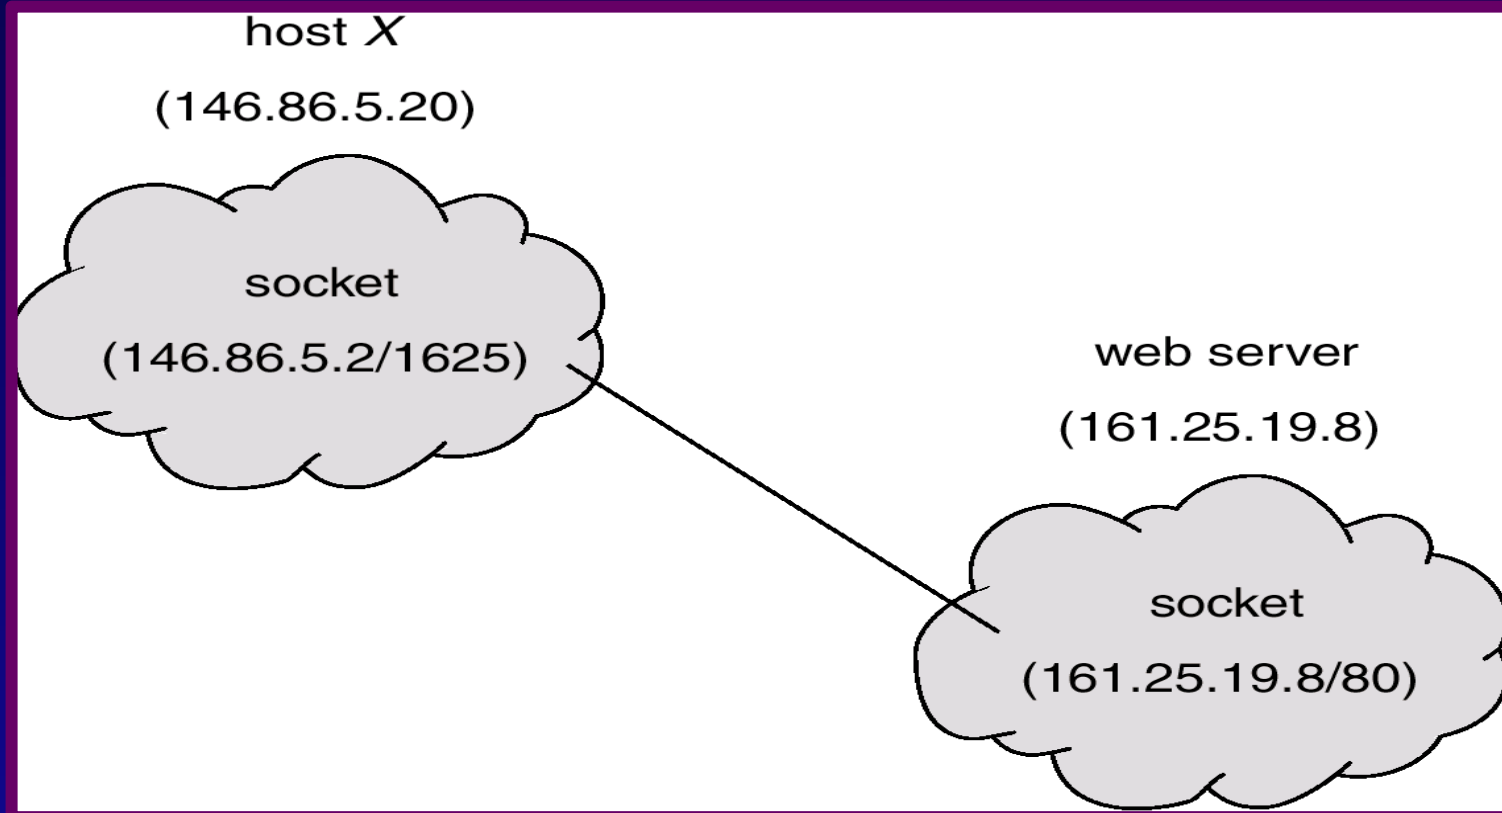 host X
(146.86.5.20)
socket
(146.86.5.2/1625)
web server
(161.25.19.8)
socket
(161.25.19.8/80)